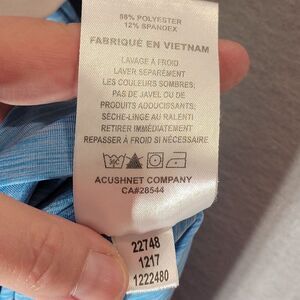 88% POLYESTER
12% SPANDEX
FABRIQUÉ EN VIETNAM
LAVAGE A FROID
LAVER SEPARÉMENT
LES COULEURS SOMBRES;
PAS DE JAVEL OU DE
PRODUITS ADOUCISSANTS;
SÈCHE-LINGE AU RALENTI
RETIRER IMMÉDIATEMENT
REPASSER À FROID SI NÉCESSAIRE
ACUSHNET COMPANY
CA#28544
22748
1217
1222480